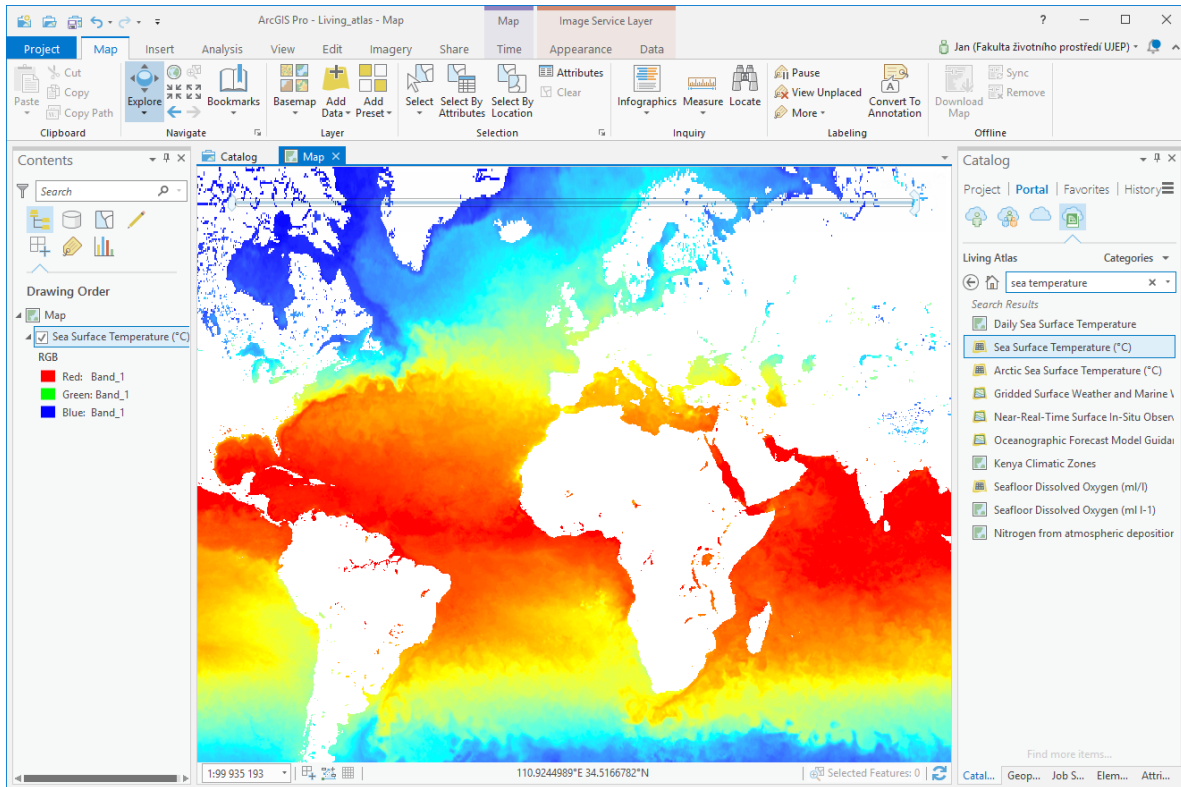 ArcGIS Pro - Living_atlas - Map
Map
Image Service Layer
?
Project
Map
Insert
Analysis
View
Edit
Imagery
Share
Time
Appearance
Data
Jan (Fakulta životního prostředí UJEP)
Paste
Cut
Copy
Copy Path
Clipboard
Explore
Bookmarks
Navigate
Basemap
Add Data
Add Preset
Layer
Select
Select By Attributes
Select By Location
Attributes
Clear
Selection
Infographics
Measure
Locate
Inquiry
Pause
View Unplaced
More
Convert To Annotation
Labeling
Download Map
Sync
Remove
Offline
Contents
Search
Drawing Order
Map
Sea Surface Temperature (°C)
RGB
Red: Band_1
Green: Band_1
Blue: Band_1
Catalog
Map
1:99 935 193
110.9244989°E 34.5166782°N
Selected Features: 0
Catalog
Project
Portal
Favorites
History
Living Atlas
Categories
sea temperature
Search Results
Daily Sea Surface Temperature
Sea Surface Temperature (°C)
Arctic Sea Surface Temperature (°C)
Gridded Surface Weather and Marine
Near-Real-Time Surface In-Situ Obser
Oceanographic Forecast Model Guida
Kenya Climatic Zones
Seafloor Dissolved Oxygen (ml/l)
Seafloor Dissolved Oxygen (ml l-1)
Nitrogen from atmospheric deposition
Find more items...
Catal...
Geop...
Job S...
Elem...
Attri...